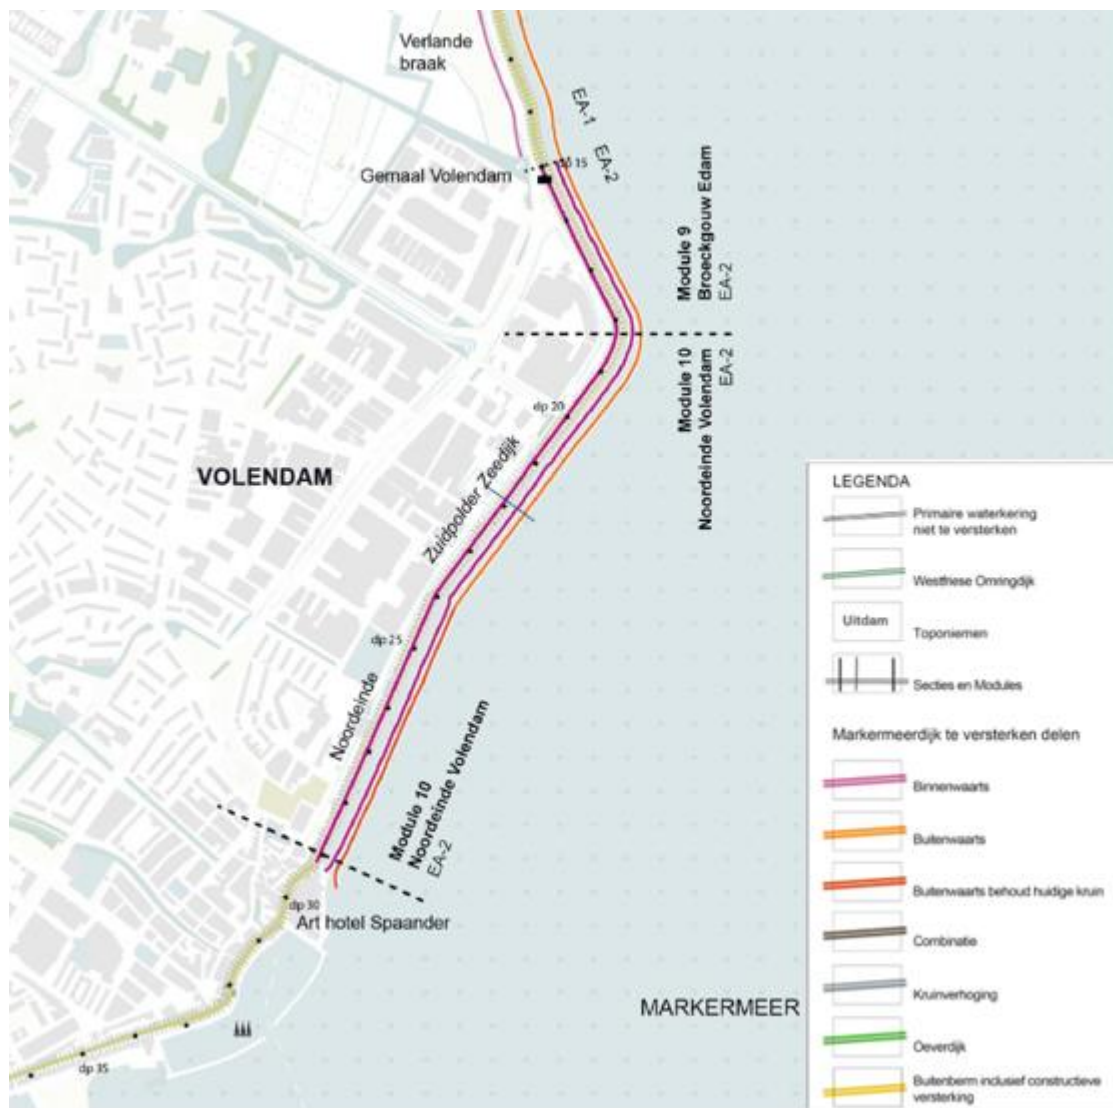 Verlande
braak
EA-1
EA-2
dp 15
Gemaal Volendam
Module 9
Broeckgouw Edam
EA-2
Module 10
Noordeinde Volendam
EA-2
dp 20
Zuidpolder Zeedijk
VOLENDAM
dp 25
Noordeinde
Module 10
Noordeinde Volendam
EA-2
dp 30
Art hotel Spaander
MARKERMEER
dp 35
LEGENDA
Primaire waterkering
niet te versterken
Westfriese Omringdijk
Uitdam
Toponiemen
Secties en Modules
Markermeerdijk te versterken delen
Binnenwaarts
Buitenwaarts
Buitenwaarts behoud huidige kruin
Combinatie
Kruinverhoging
Oeverdijk
Buitenberm inclusief constructieve
versterking